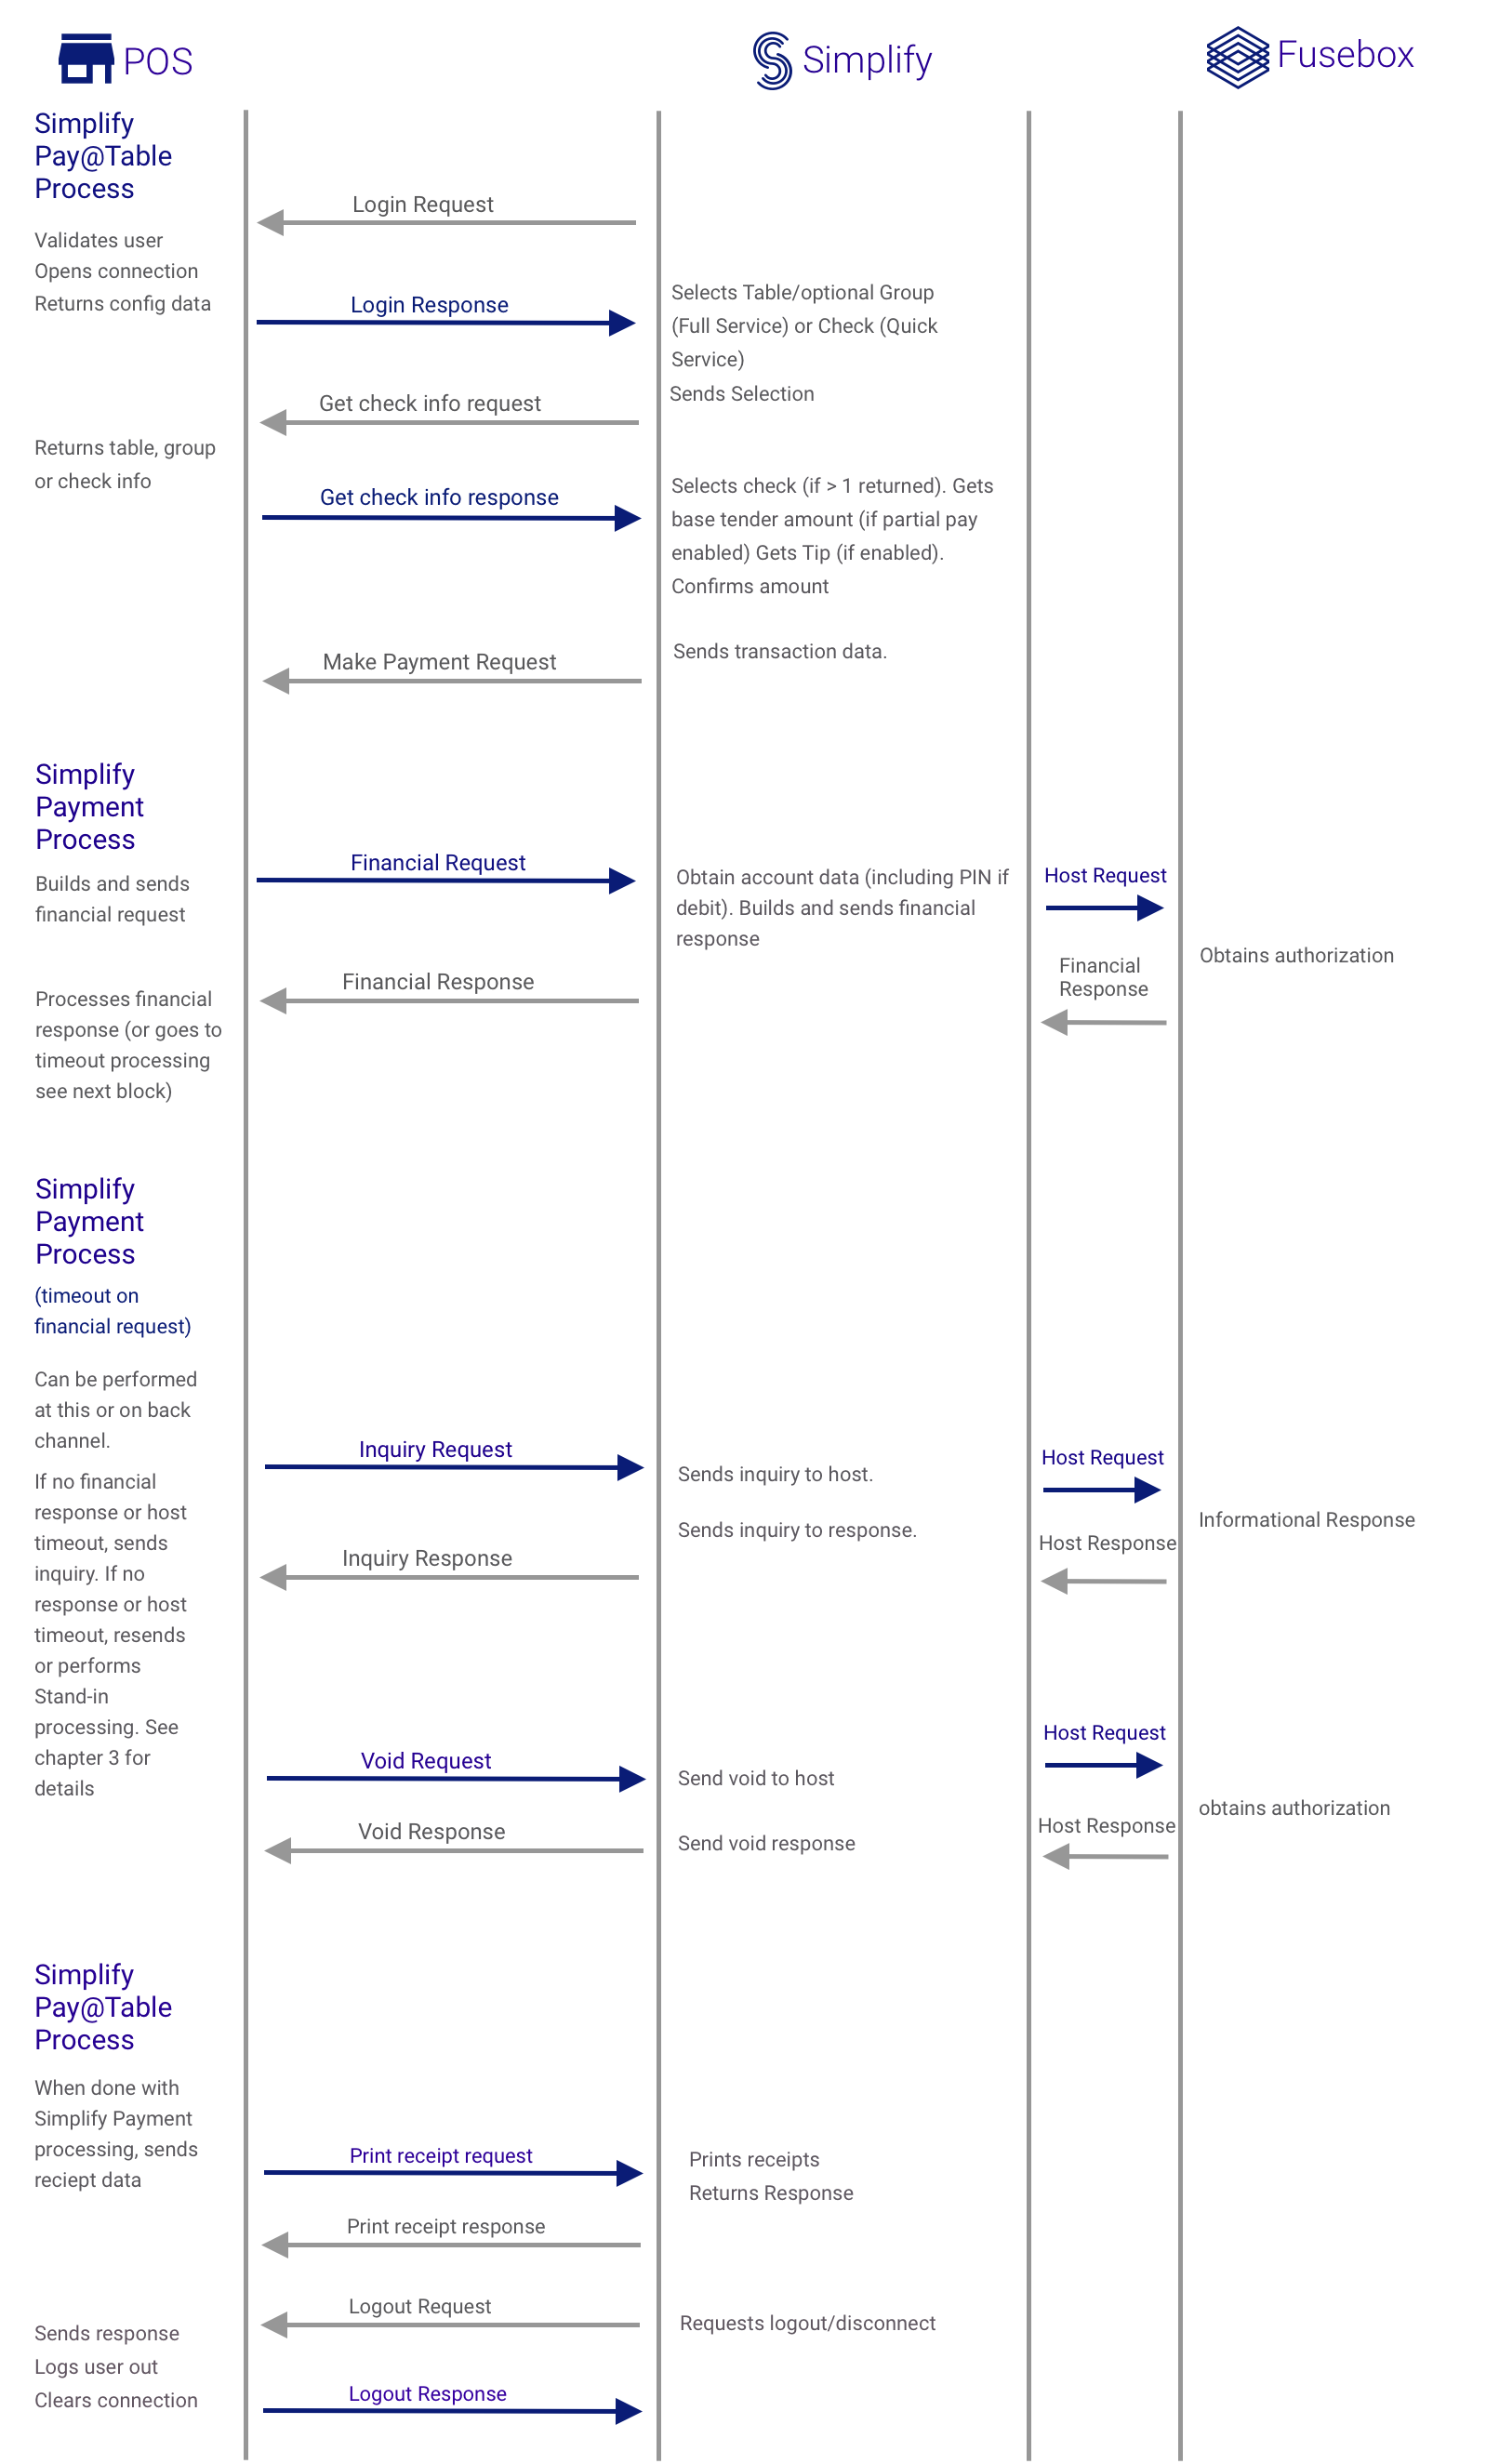 POS
Simplify
Fusebox
Simplify
Pay@Table
Process
Login Request
Validates user
Opens connection
Returns config data
Login Response
Selects Table/optional Group
(Full Service) or Check (Quick
Service)
Sends Selection
Get check info request
Returns table, group
or check info
Get check info response
Selects check (if > 1 returned). Gets
base tender amount (if partial pay
enabled) Gets Tip (if enabled).
Confirms amount
Sends transaction data.
Make Payment Request
Simplify
Payment
Process
Financial Request
Builds and sends
financial request
Obtain account data (including PIN if
debit). Builds and sends financial
response
Host Request
Obtains authorization
Financial
Response
Financial Response
Processes financial
response (or goes to
timeout processing
see next block)
Simplify
Payment
Process
(timeout on
financial request)
Can be performed
at this or on back
channel.
Inquiry Request
Sends inquiry to host.
Host Request
If no financial
response or host
timeout, sends
inquiry. If no
response or host
timeout, resends
or performs
Stand-in
processing. See
chapter 3 for
details
Informational Response
Sends inquiry to response.
Host Response
Inquiry Response
Void Request
Send void to host
Host Request
obtains authorization
Void Response
Send void response
Host Response
Simplify
Pay@Table
Process
When done with
Simplify Payment
processing, sends
reciept data
Print receipt request
Prints receipts
Returns Response
Print receipt response
Logout Request
Requests logout/disconnect
Sends response
Logs user out
Clears connection
Logout Response